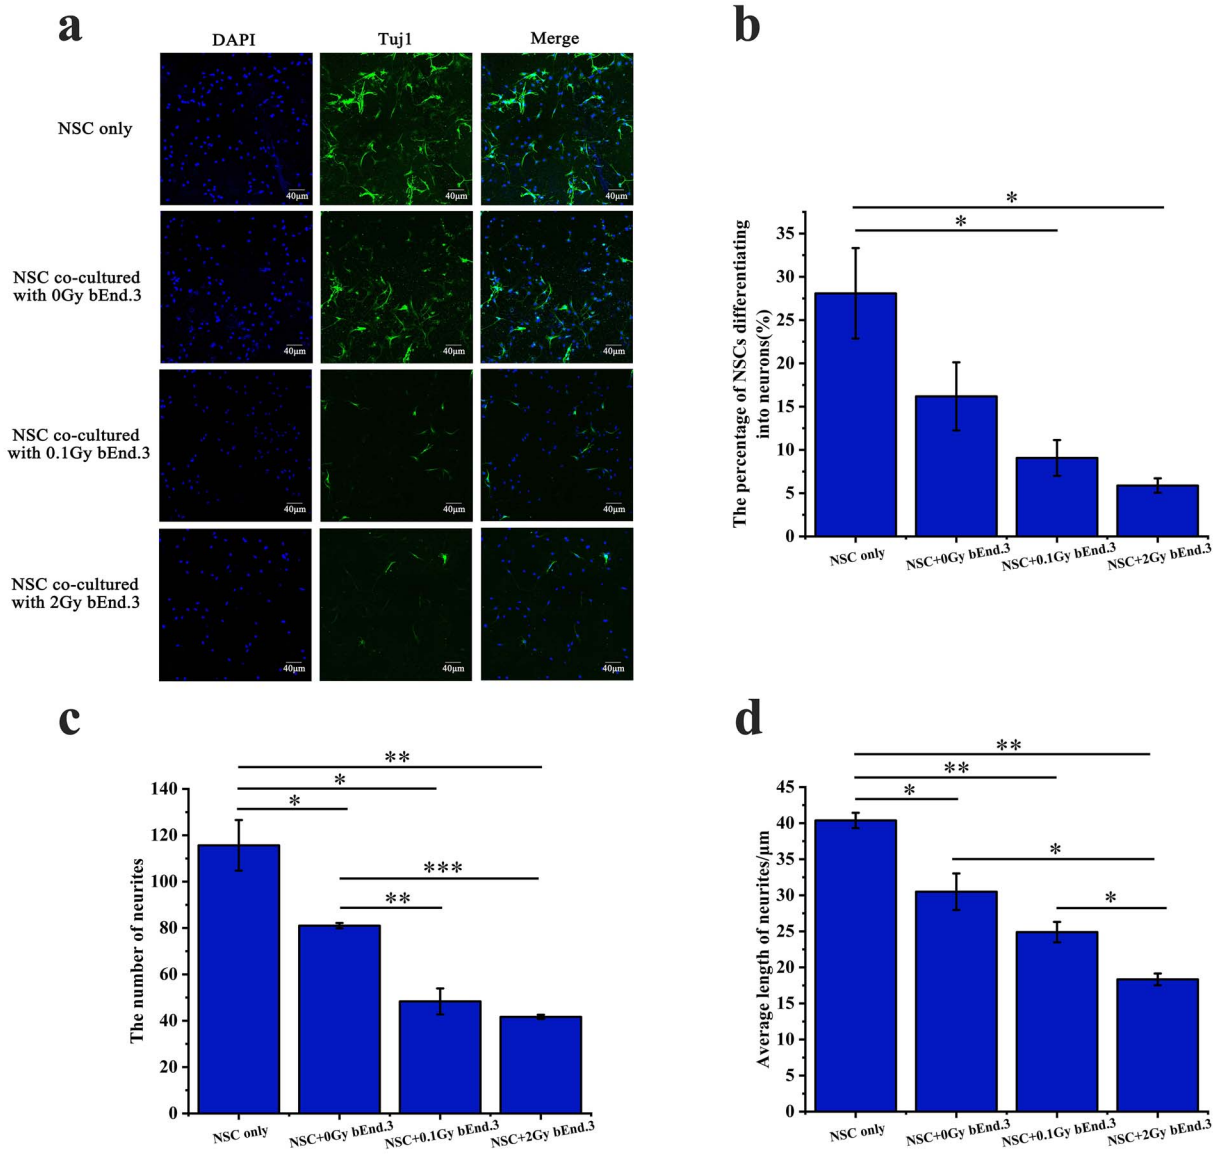 a
DAPI Tuj1 Merge
NSC only
40μm 40μm 40μm
NSC co-cultured
with 0Gy bEnd.3
40μm 40μm 40μm
NSC co-cultured
with 0.1Gy bEnd.3
40μm 40μm 40μm
NSC co-cultured
with 2Gy bEnd.3
40μm 40μm 40μm
b
*
*
The percentage of NSCs differentiating
into neurons(%)
35
30
25
20
15
10
5
0
NSC only NSC+0Gy bEnd.3 NSC+0.1Gy bEnd.3 NSC+2Gy bEnd.3
c
**
*
*
***
**
The number of neurites
140
120
100
80
60
40
20
0
NSC only NSC+0Gy bEnd.3 NSC+0.1Gy bEnd.3 NSC+2Gy bEnd.3
d
**
**
*
*
*
Average length of neurites/μm
45
40
35
30
25
20
15
10
5
0
NSC only NSC+0Gy bEnd.3 NSC+0.1Gy bEnd.3 NSC+2Gy bEnd.3